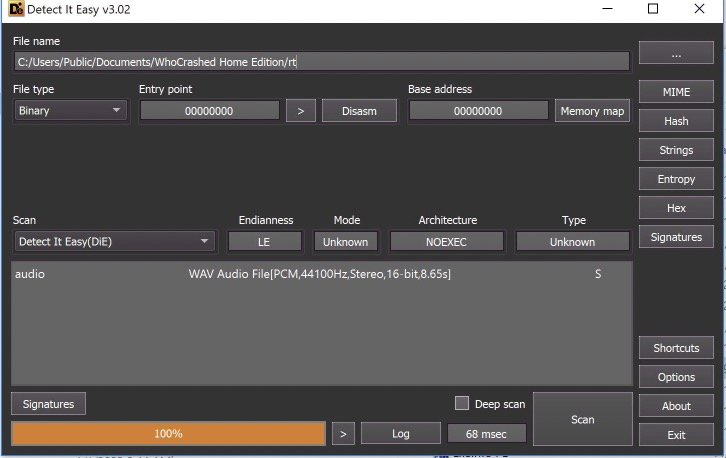 Detect It Easy v3.02
File name
C:/Users/Public/Documents/WhoCrashed Home Edition/rt
...
File type
Entry point
Base address
Binary
00000000
>
Disasm
00000000
Memory map
MIME
Hash
Strings
Entropy
Hex
Signatures
Scan
Endianness
Mode
Architecture
Type
Detect It Easy(DiE)
LE
Unknown
NOEXEC
Unknown
audio
WAV Audio File[PCM,44100Hz,Stereo,16-bit,8.65s]
S
Shortcuts
Options
About
Exit
Signatures
Deep scan
Scan
100%
>
Log
68 msec